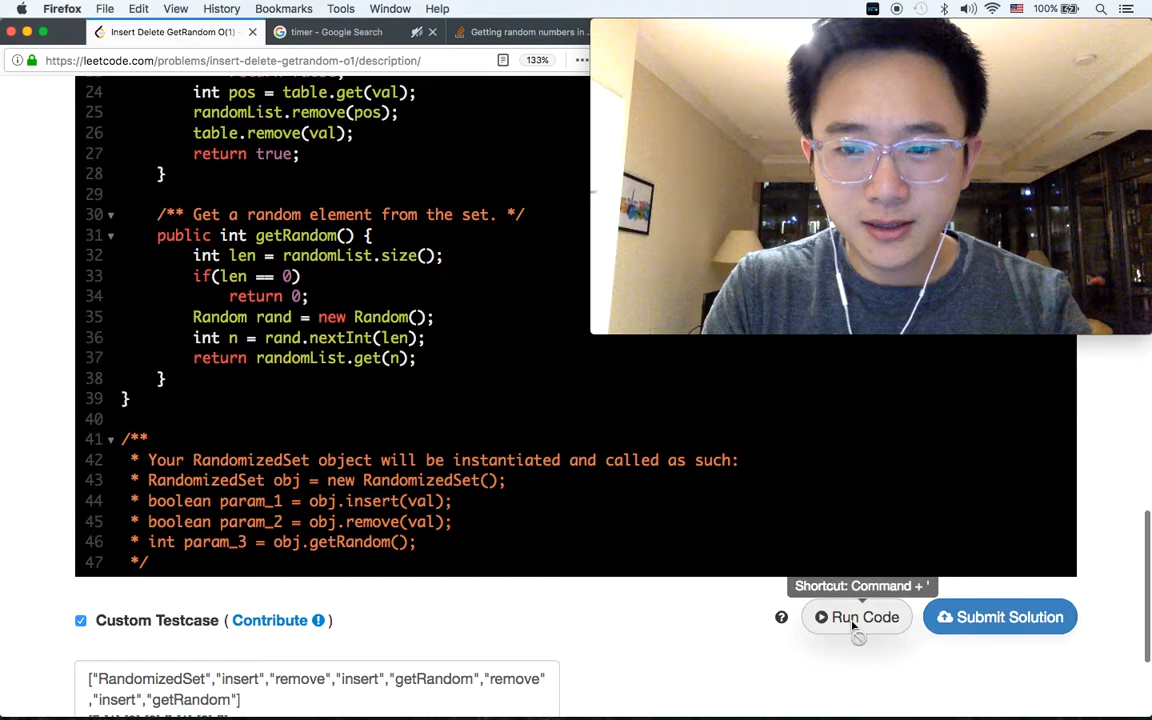 Firefox File Edit View History Bookmarks Tools Window Help 100%
Insert Delete GetRandom O(1) timer - Google Search Getting random numbers in
https://leetcode.com/problems/insert-delete-getrandom-o1/description/ 133%
24 int pos = table.get(val);
25 randomList.remove(pos);
26 table.remove(val);
27 return true;
28 }
29
30 /** Get a random element from the set. */
31 public int getRandom() {
32 int len = randomList.size();
33 if(len == 0)
34 return 0;
35 Random rand = new Random();
36 int n = rand.nextInt(len);
37 return randomList.get(n);
38 }
39 }
40
41 /**
42 * Your RandomizedSet object will be instantiated and called as such:
43 * RandomizedSet obj = new RandomizedSet();
44 * boolean param_1 = obj.insert(val);
45 * boolean param_2 = obj.remove(val);
46 * int param_3 = obj.getRandom();
47 */
Shortcut: Command + '
Custom Testcase ( Contribute ) ? Run Code Submit Solution
["RandomizedSet","insert","remove","insert","getRandom","remove"
,"insert","getRandom"]